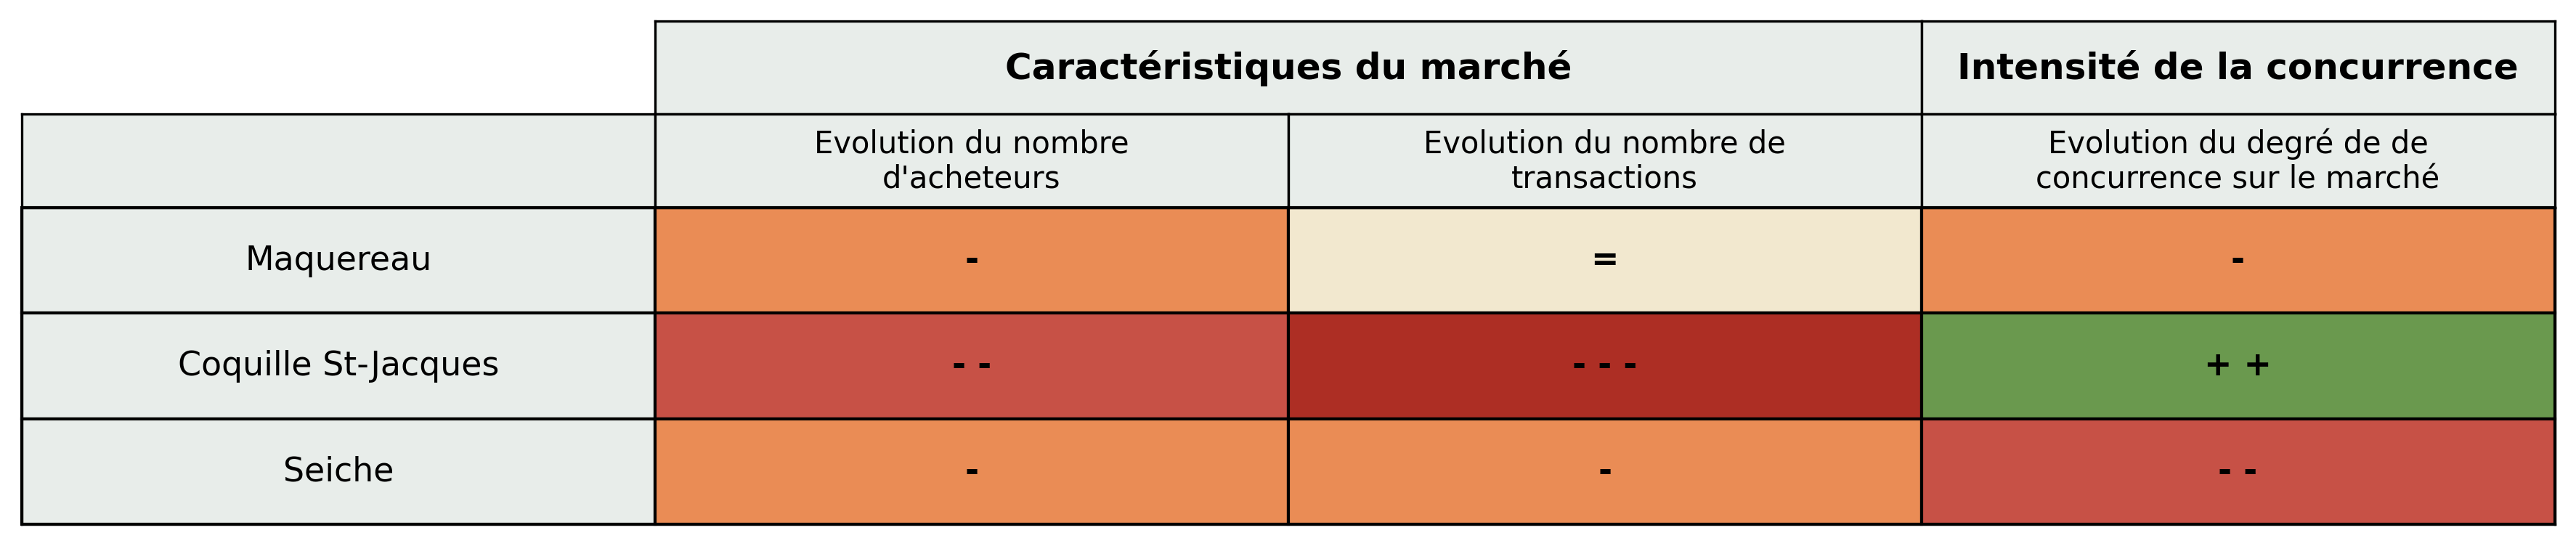 Caractéristiques du marché
Intensité de la concurrence
Evolution du nombre
d'acheteurs
Evolution du nombre de
transactions
Evolution du degré de de
concurrence sur le marché
Maquereau
-
=
-
Coquille St-Jacques
- -
- - -
+ +
Seiche
-
-
- -